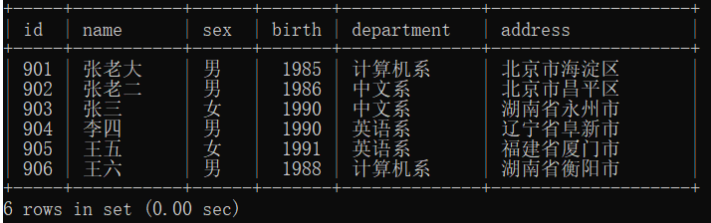 +-----+-----------+------+-------+--------------+--------------------+
| id | name | sex | birth | department | address |
+-----+-----------+------+-------+--------------+--------------------+
| 901 | 张老大 | 男 | 1985 | 计算机系 | 北京市海淀区 |
| 902 | 张老二 | 男 | 1986 | 中文系 | 北京市昌平区 |
| 903 | 张三 | 女 | 1990 | 中文系 | 湖南省永州市 |
| 904 | 李四 | 男 | 1990 | 英语系 | 辽宁省阜新市 |
| 905 | 王五 | 女 | 1991 | 英语系 | 福建省厦门市 |
| 906 | 王六 | 男 | 1988 | 计算机系 | 湖南省衡阳市 |
+-----+-----------+------+-------+--------------+--------------------+
6 rows in set (0.00 sec)